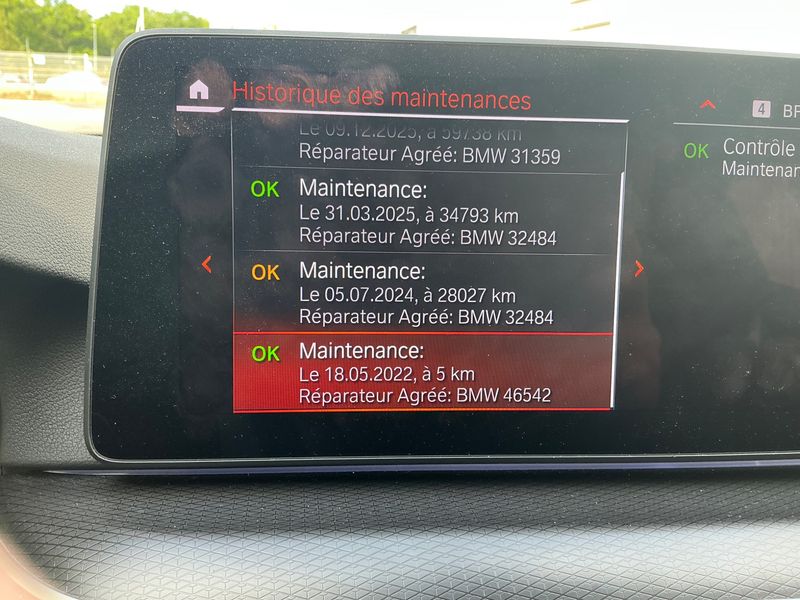 Historique des maintenances
Le 09.12.2025, à 59738 km
Réparateur Agréé: BMW 31359
OK Maintenance:
Le 31.03.2025, à 34793 km
Réparateur Agréé: BMW 32484
OK Maintenance:
Le 05.07.2024, à 28027 km
Réparateur Agréé: BMW 32484
OK Maintenance:
Le 18.05.2022, à 5 km
Réparateur Agréé: BMW 46542
4 BF
OK Contrôle
Maintenan